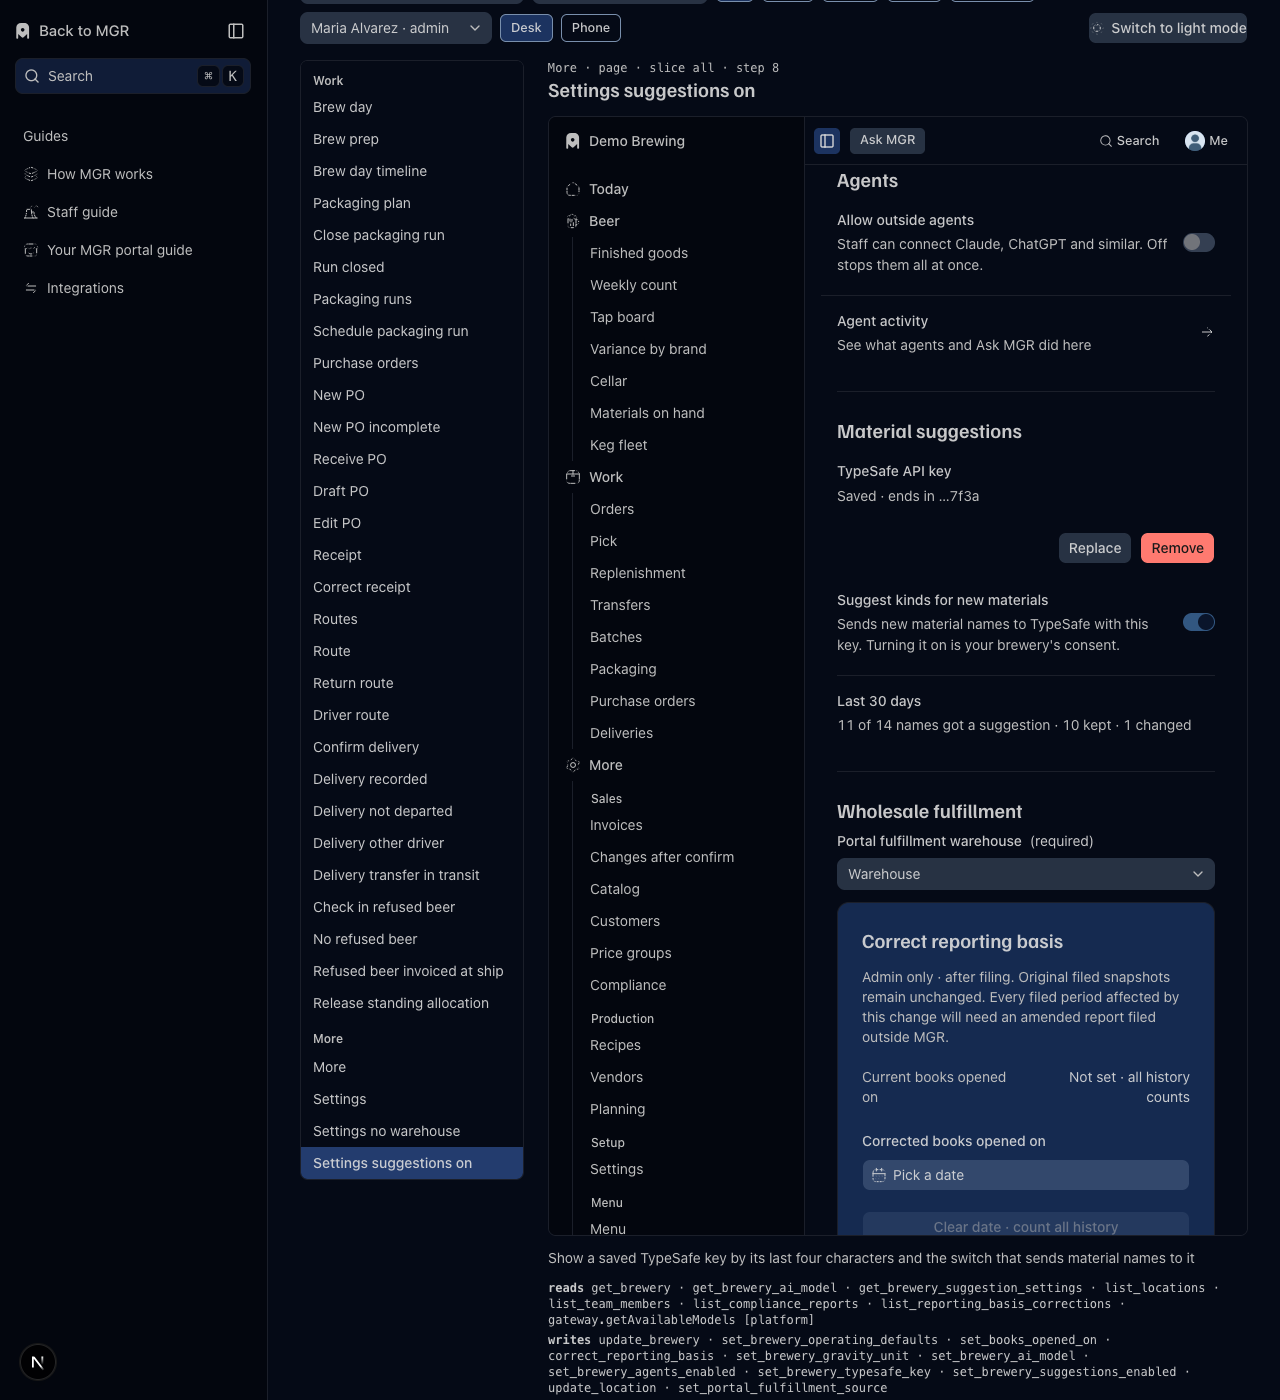 Back to MGR
Search ⌘ K
Guides
How MGR works
Staff guide
Your MGR portal guide
Integrations
Maria Alvarez · admin
Desk
Phone
Switch to light mode
Work
Brew day
Brew prep
Brew day timeline
Packaging plan
Close packaging run
Run closed
Packaging runs
Schedule packaging run
Purchase orders
New PO
New PO incomplete
Receive PO
Draft PO
Edit PO
Receipt
Correct receipt
Routes
Route
Return route
Driver route
Confirm delivery
Delivery recorded
Delivery not departed
Delivery other driver
Delivery transfer in transit
Check in refused beer
No refused beer
Refused beer invoiced at ship
Release standing allocation
More
More
Settings
Settings no warehouse
Settings suggestions on
More · page · slice all · step 8
Settings suggestions on
Demo Brewing
Today
Beer
Finished goods
Weekly count
Tap board
Variance by brand
Cellar
Materials on hand
Keg fleet
Work
Orders
Pick
Replenishment
Transfers
Batches
Packaging
Purchase orders
Deliveries
More
Sales
Invoices
Changes after confirm
Catalog
Customers
Price groups
Compliance
Production
Recipes
Vendors
Planning
Setup
Settings
Menu
Menu
Ask MGR
Search
Me
Agents
Allow outside agents
Staff can connect Claude, ChatGPT and similar. Off
stops them all at once.
Agent activity
See what agents and Ask MGR did here
Material suggestions
TypeSafe API key
Saved · ends in …7f3a
Replace
Remove
Suggest kinds for new materials
Sends new material names to TypeSafe with this
key. Turning it on is your brewery's consent.
Last 30 days
11 of 14 names got a suggestion · 10 kept · 1 changed
Wholesale fulfillment
Portal fulfillment warehouse (required)
Warehouse
Correct reporting basis
Admin only · after filing. Original filed snapshots
remain unchanged. Every filed period affected by
this change will need an amended report filed
outside MGR.
Current books opened
on
Not set · all history
counts
Corrected books opened on
Pick a date
Clear date · count all history
Show a saved TypeSafe key by its last four characters and the switch that sends material names to it
reads get_brewery · get_brewery_ai_model · get_brewery_suggestion_settings · list_locations ·
list_team_members · list_compliance_reports · list_reporting_basis_corrections ·
gateway.getAvailableModels [platform]
writes update_brewery · set_brewery_operating_defaults · set_books_opened_on ·
correct_reporting_basis · set_brewery_gravity_unit · set_brewery_ai_model ·
set_brewery_agents_enabled · set_brewery_typesafe_key · set_brewery_suggestions_enabled ·
update_location · set_portal_fulfillment_source
N